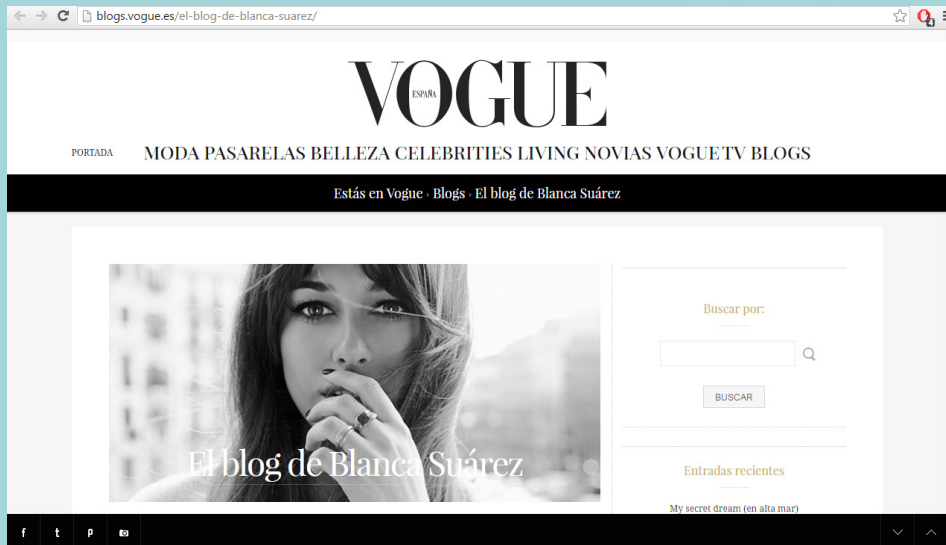 blogs.vogue.es/el-blog-de-blanca-suarez/
4
VOGUE
ESPAÑA
PORTADA MODA PASARELAS BELLEZA CELEBRITIES LIVING NOVIAS VOGUE TV BLOGS
Estás en Vogue › Blogs › El blog de Blanca Suárez
Buscar por:
BUSCAR
El blog de Blanca Suárez
Entradas recientes
My secret dream (en alta mar)